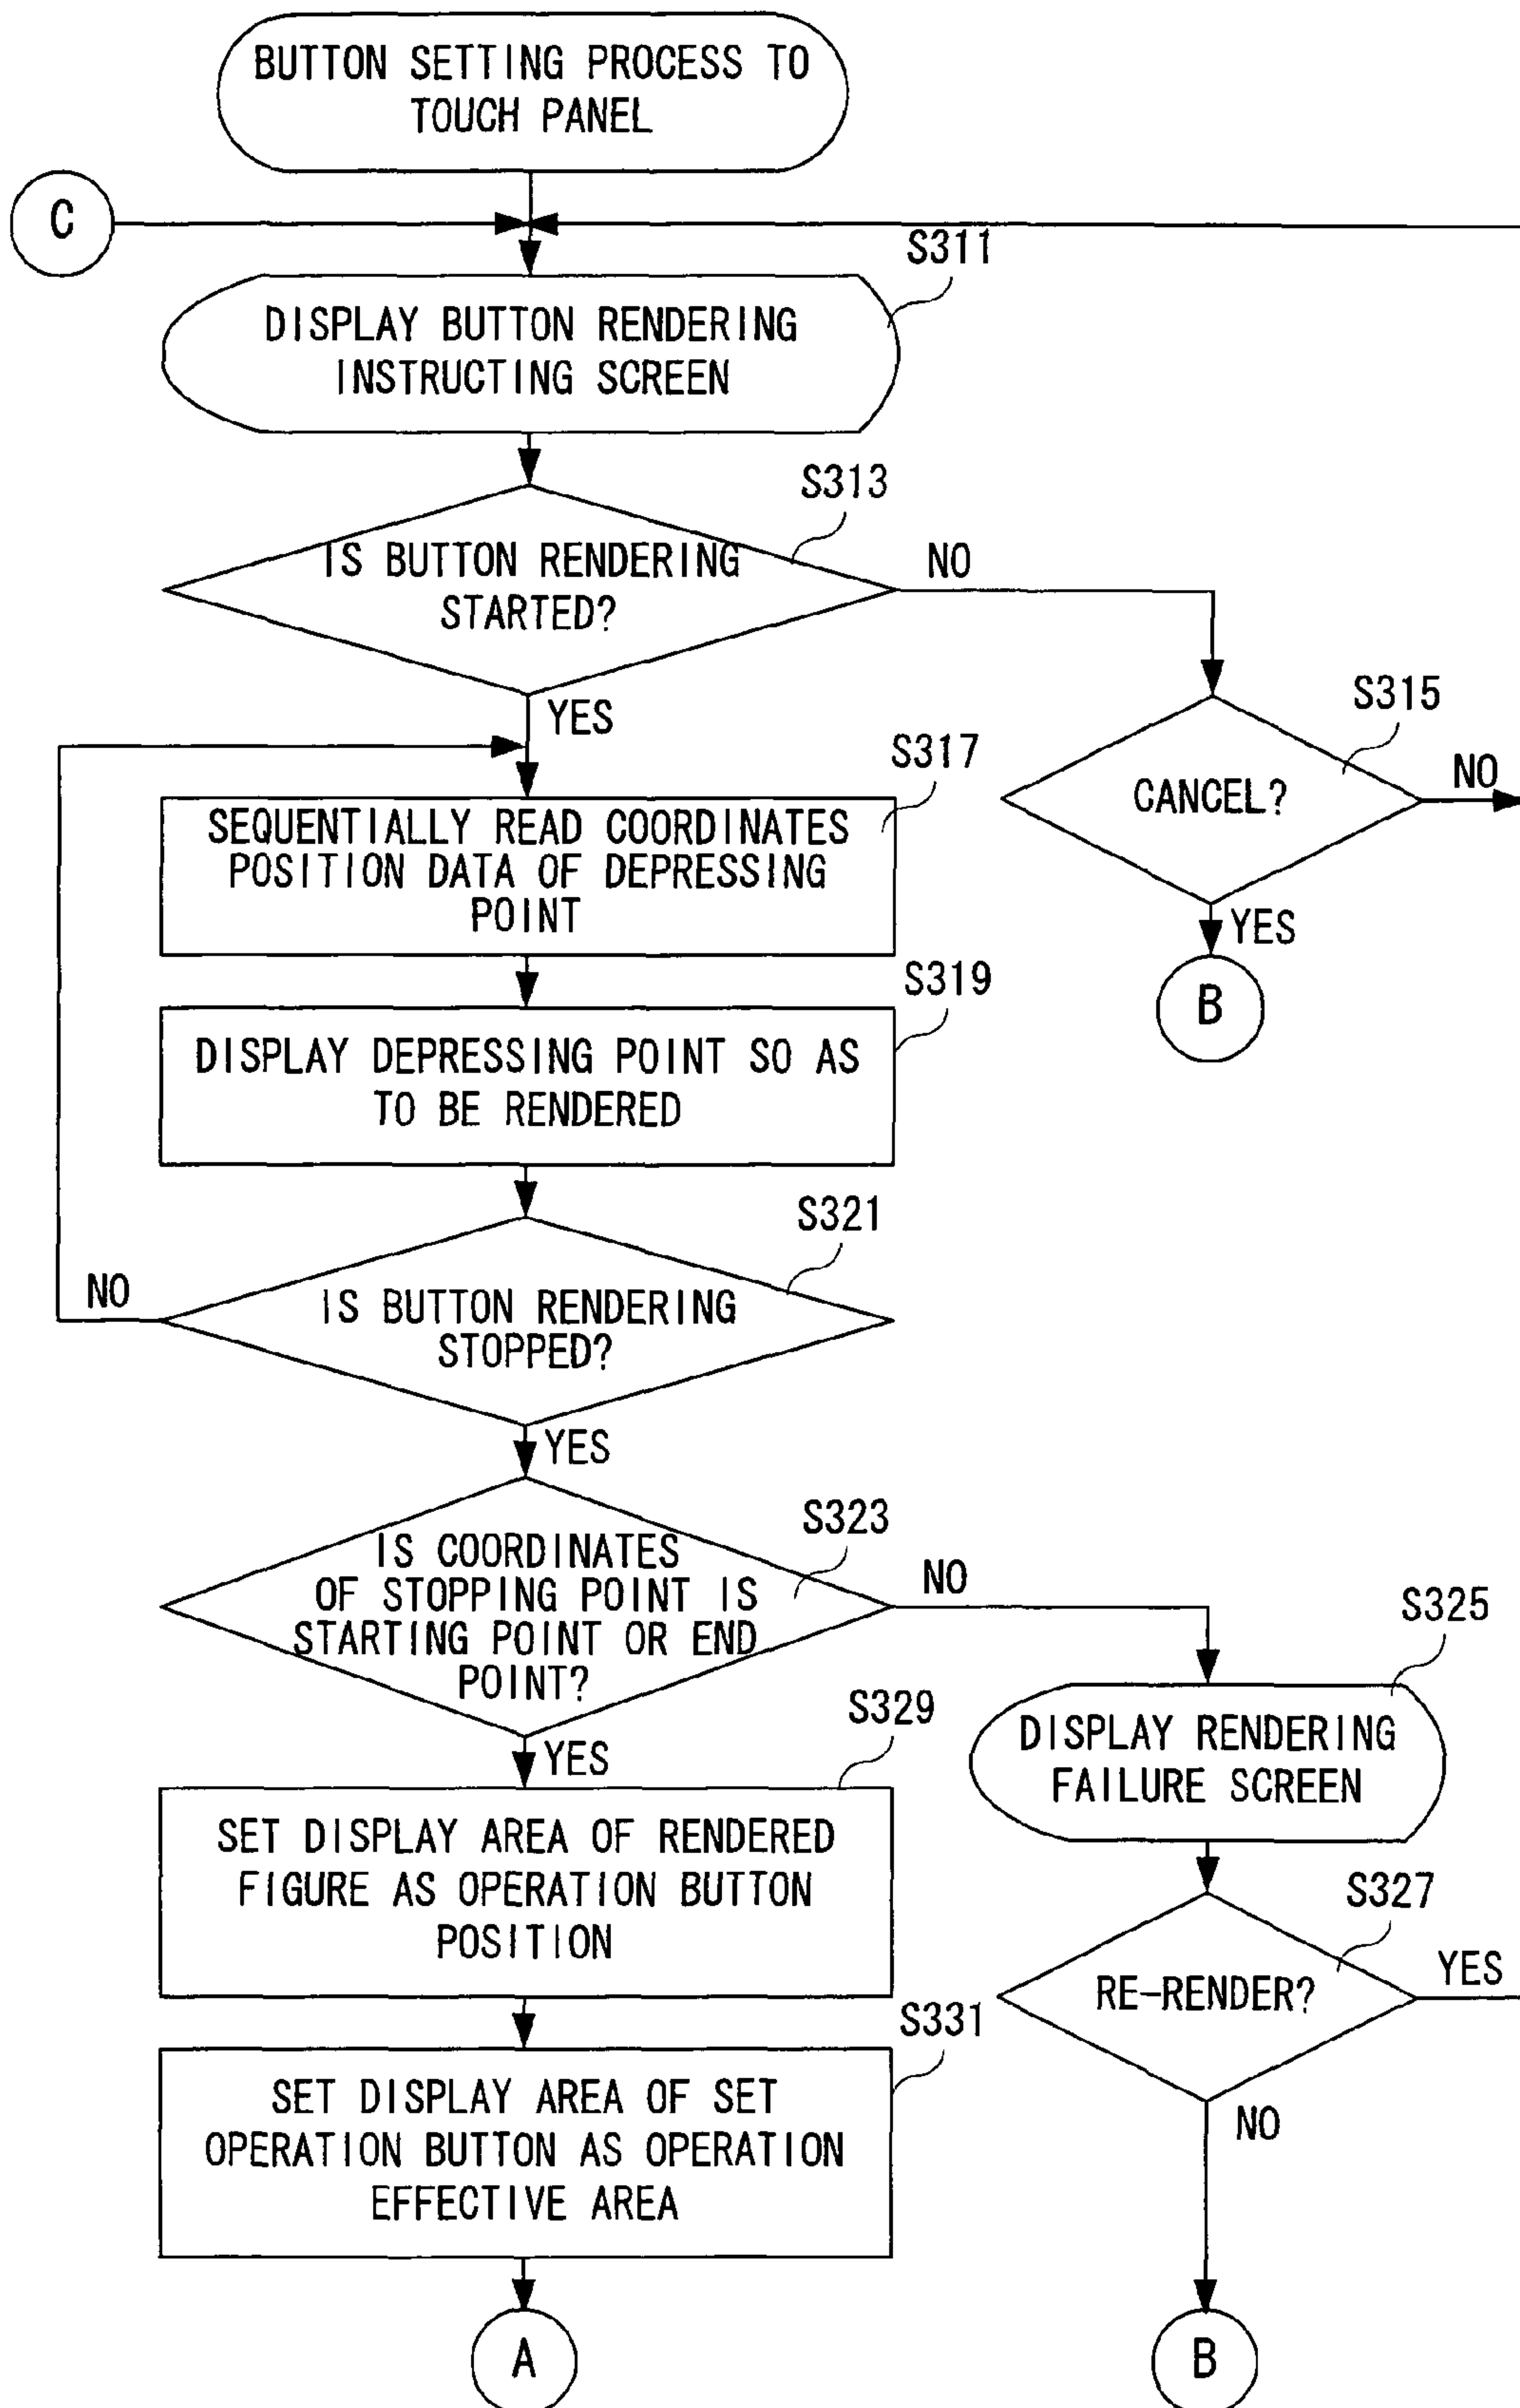 BUTTON SETTING PROCESS TO
TOUCH PANEL
C
S311
DISPLAY BUTTON RENDERING
INSTRUCTING SCREEN
S313
IS BUTTON RENDERING
STARTED?
NO
YES
S315
CANCEL?
NO
YES
B
S317
SEQUENTIALLY READ COORDINATES
POSITION DATA OF DEPRESSING
POINT
S319
DISPLAY DEPRESSING POINT SO AS
TO BE RENDERED
S321
IS BUTTON RENDERING
STOPPED?
NO
YES
S323
IS COORDINATES
OF STOPPING POINT IS
STARTING POINT OR END
POINT?
NO
YES
S325
DISPLAY RENDERING
FAILURE SCREEN
S327
RE-RENDER?
YES
NO
B
S329
SET DISPLAY AREA OF RENDERED
FIGURE AS OPERATION BUTTON
POSITION
S331
SET DISPLAY AREA OF SET
OPERATION BUTTON AS OPERATION
EFFECTIVE AREA
A